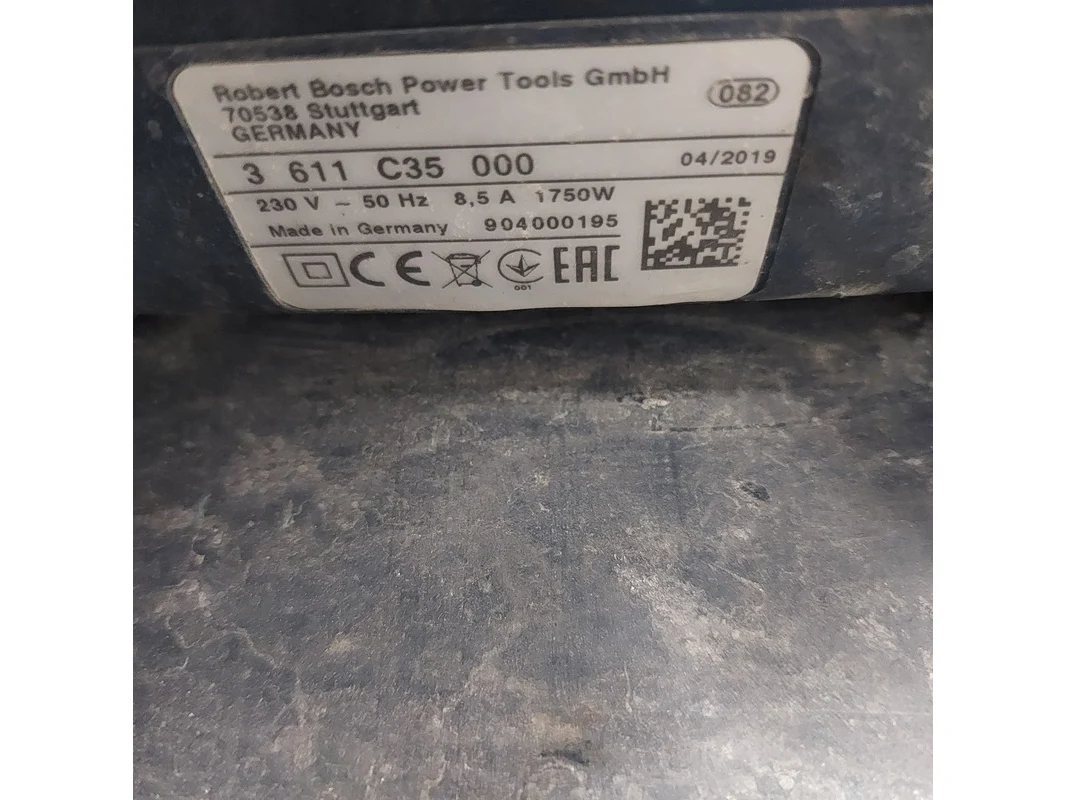 Robert Bosch Power Tools GmbH
70538 Stuttgart
GERMANY
082
3 611 C35 000
04/2019
230 V ~ 50 Hz 8,5 A 1750W
Made in Germany 904000195
CE
001
EAC